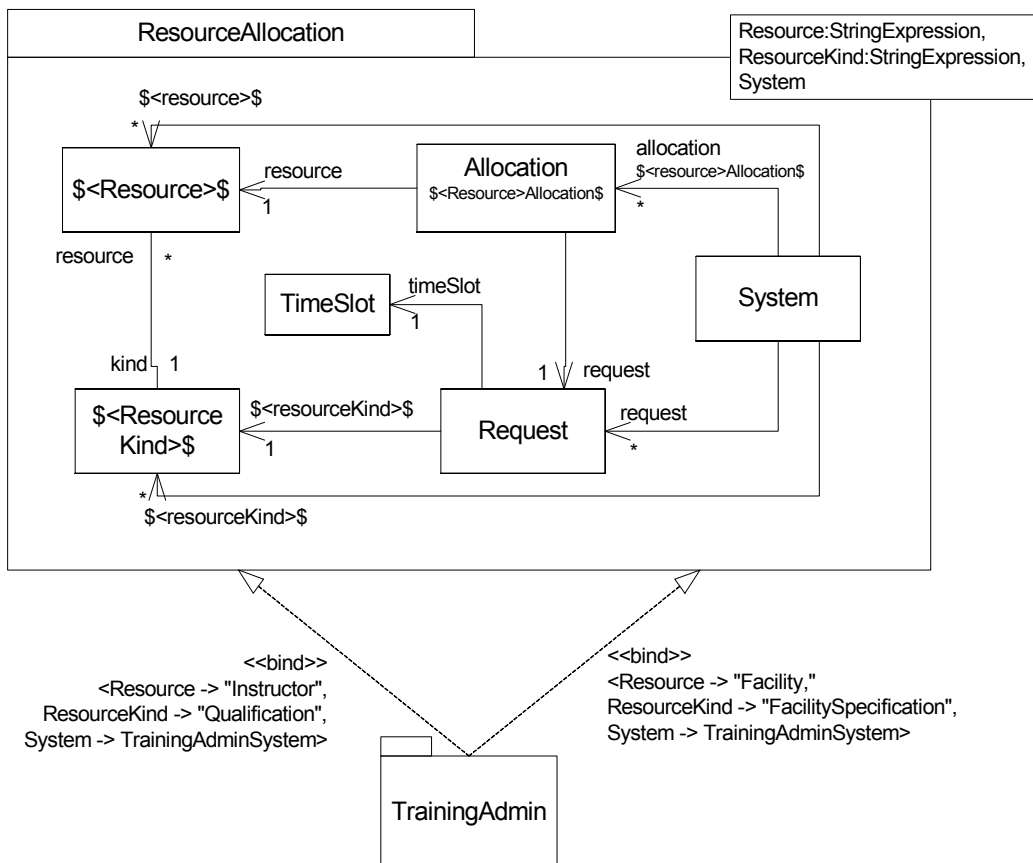 ResourceAllocation
Resource:StringExpression,
ResourceKind:StringExpression,
System
$<resource>$
*
$<Resource>$
resource
1
Allocation
$<Resource>Allocation$
allocation
$<resource>Allocation$
*
resource
*
TimeSlot
timeSlot
1
System
kind
1
1
request
$<Resource
Kind>$
$<resourceKind>$
1
Request
request
*
*
$<resourceKind>$
<<bind>>
<Resource -> "Instructor",
ResourceKind -> "Qualification",
System -> TrainingAdminSystem>
<<bind>>
<Resource -> "Facility,"
ResourceKind -> "FacilitySpecification",
System -> TrainingAdminSystem>
TrainingAdmin